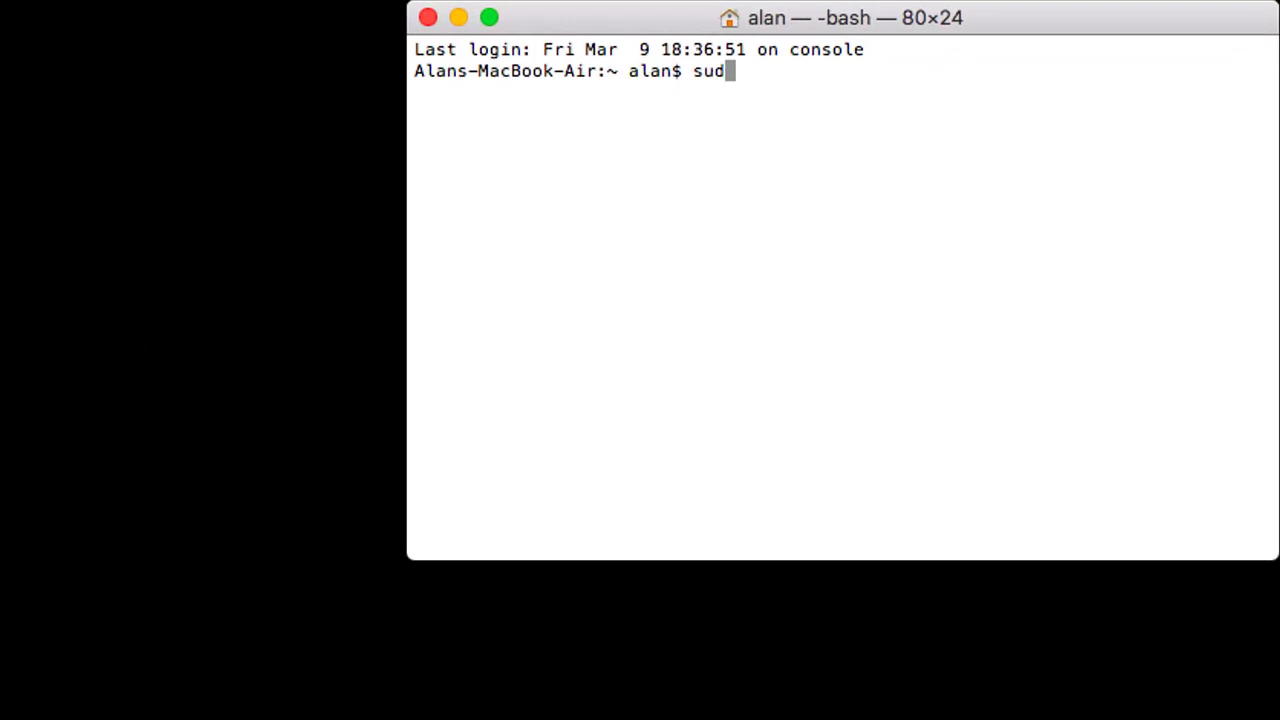 alan — -bash — 80×24
Last login: Fri Mar  9 18:36:51 on console
Alans-MacBook-Air:~ alan$ sud